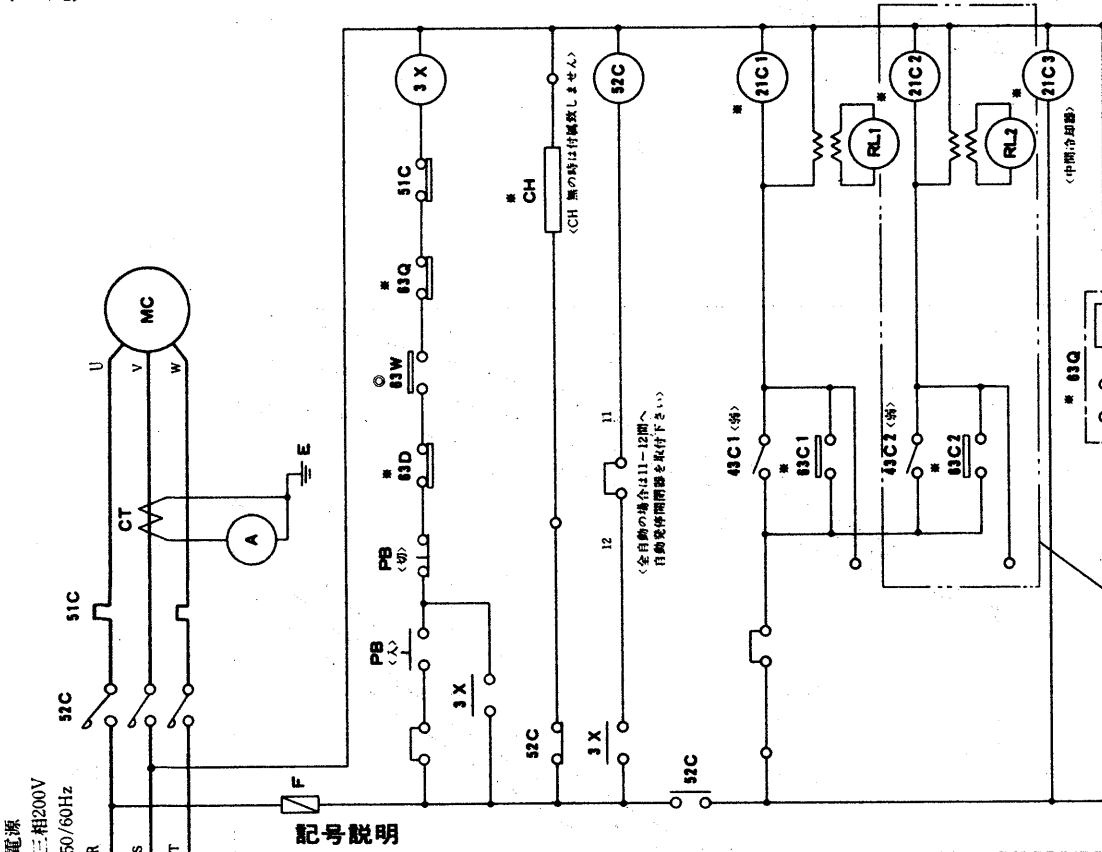 電源
三相200V
50/60Hz
R
S
T
52C
51C
CT
A
E
U
V
W
MC
F
記号説明
PB
〈入〉
3X
PB
〈切〉
※
63D
◎
63W
※
63Q
51C
3X
52C
※
CH
〈CH 無の時は付属致しません〉
3X
12
11
〈全自動の場合は11-12間へ
自動発停開閉器を取付下さい〉
52C
52C
43C1〈弱〉
※
63C1
※
21C1
RL1
43C2〈弱〉
※
63C2
※
21C2
RL2
※
21C3
〈中間冷却器〉
※ 63Q